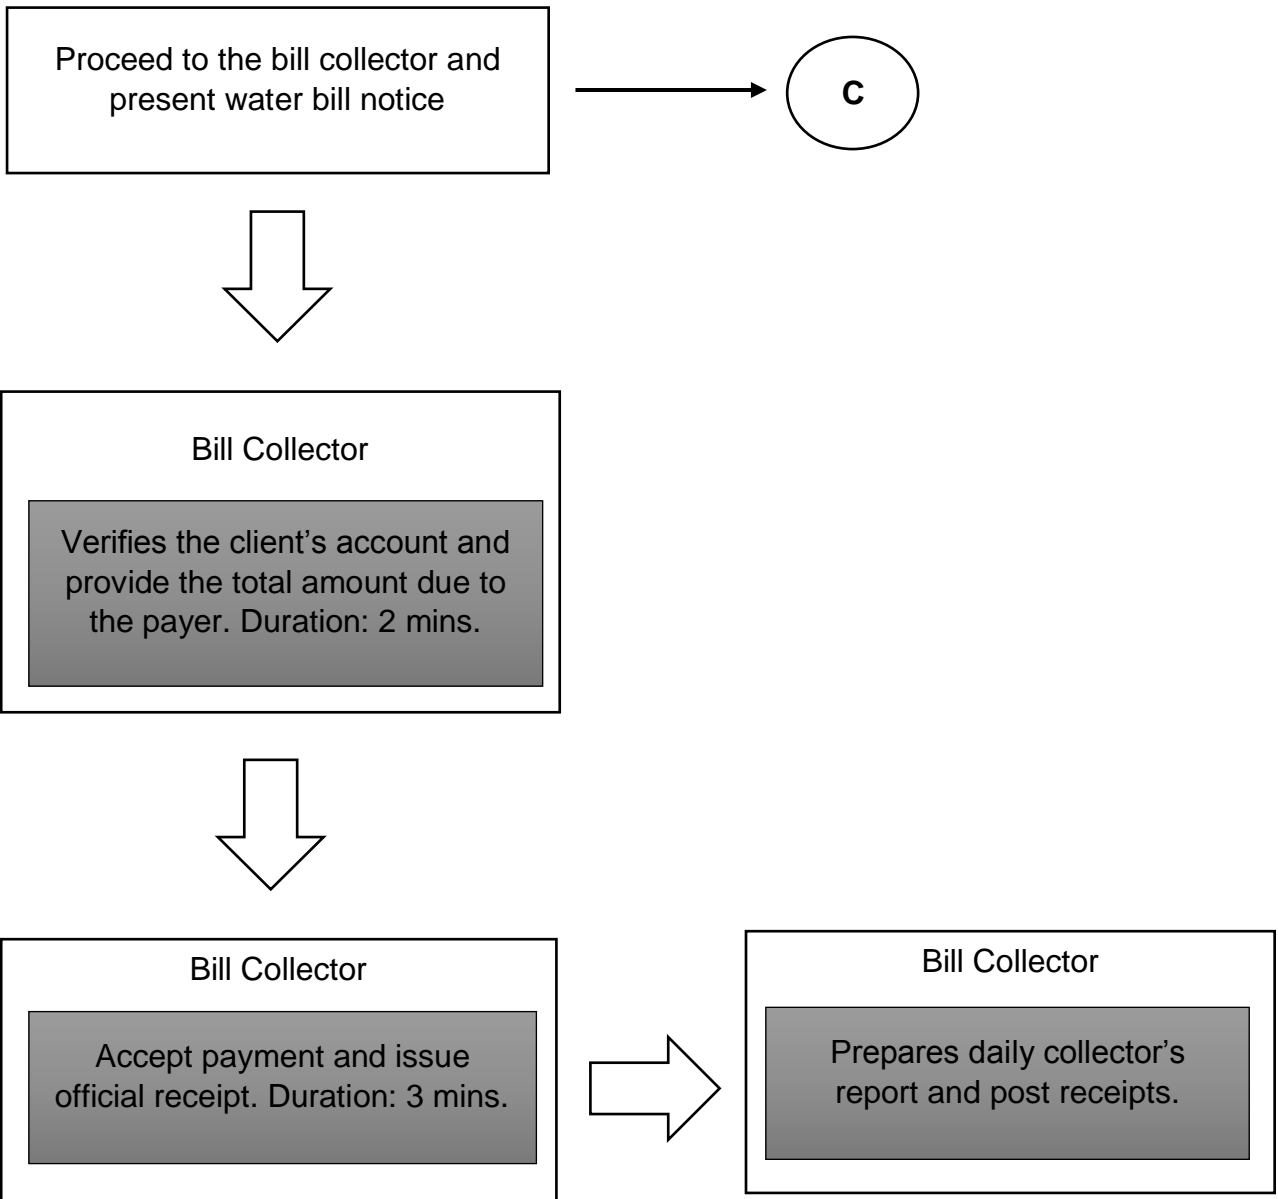 Proceed to the bill collector and
present water bill notice
C
Bill Collector
Verifies the client’s account and
provide the total amount due to
the payer. Duration: 2 mins.
Bill Collector
Accept payment and issue
official receipt. Duration: 3 mins.
Bill Collector
Prepares daily collector’s
report and post receipts.